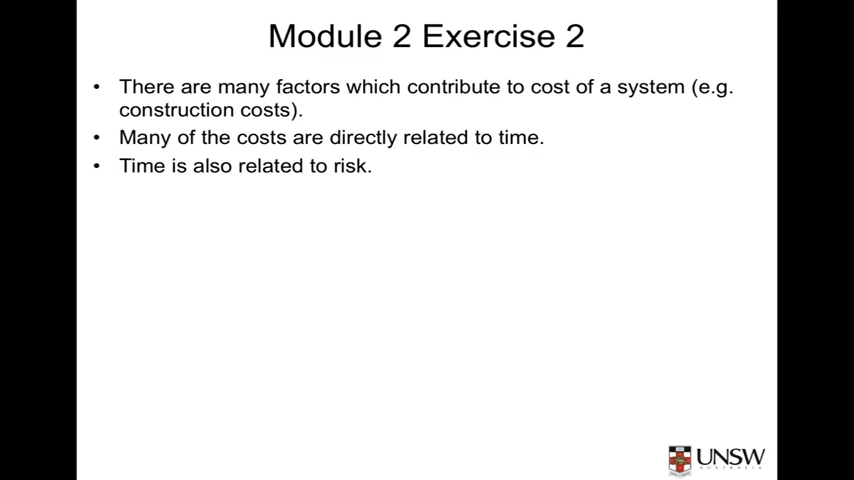 Module 2 Exercise 2
• There are many factors which contribute to cost of a system (e.g.
construction costs).
• Many of the costs are directly related to time.
• Time is also related to risk.
UNSW
AUSTRALIA